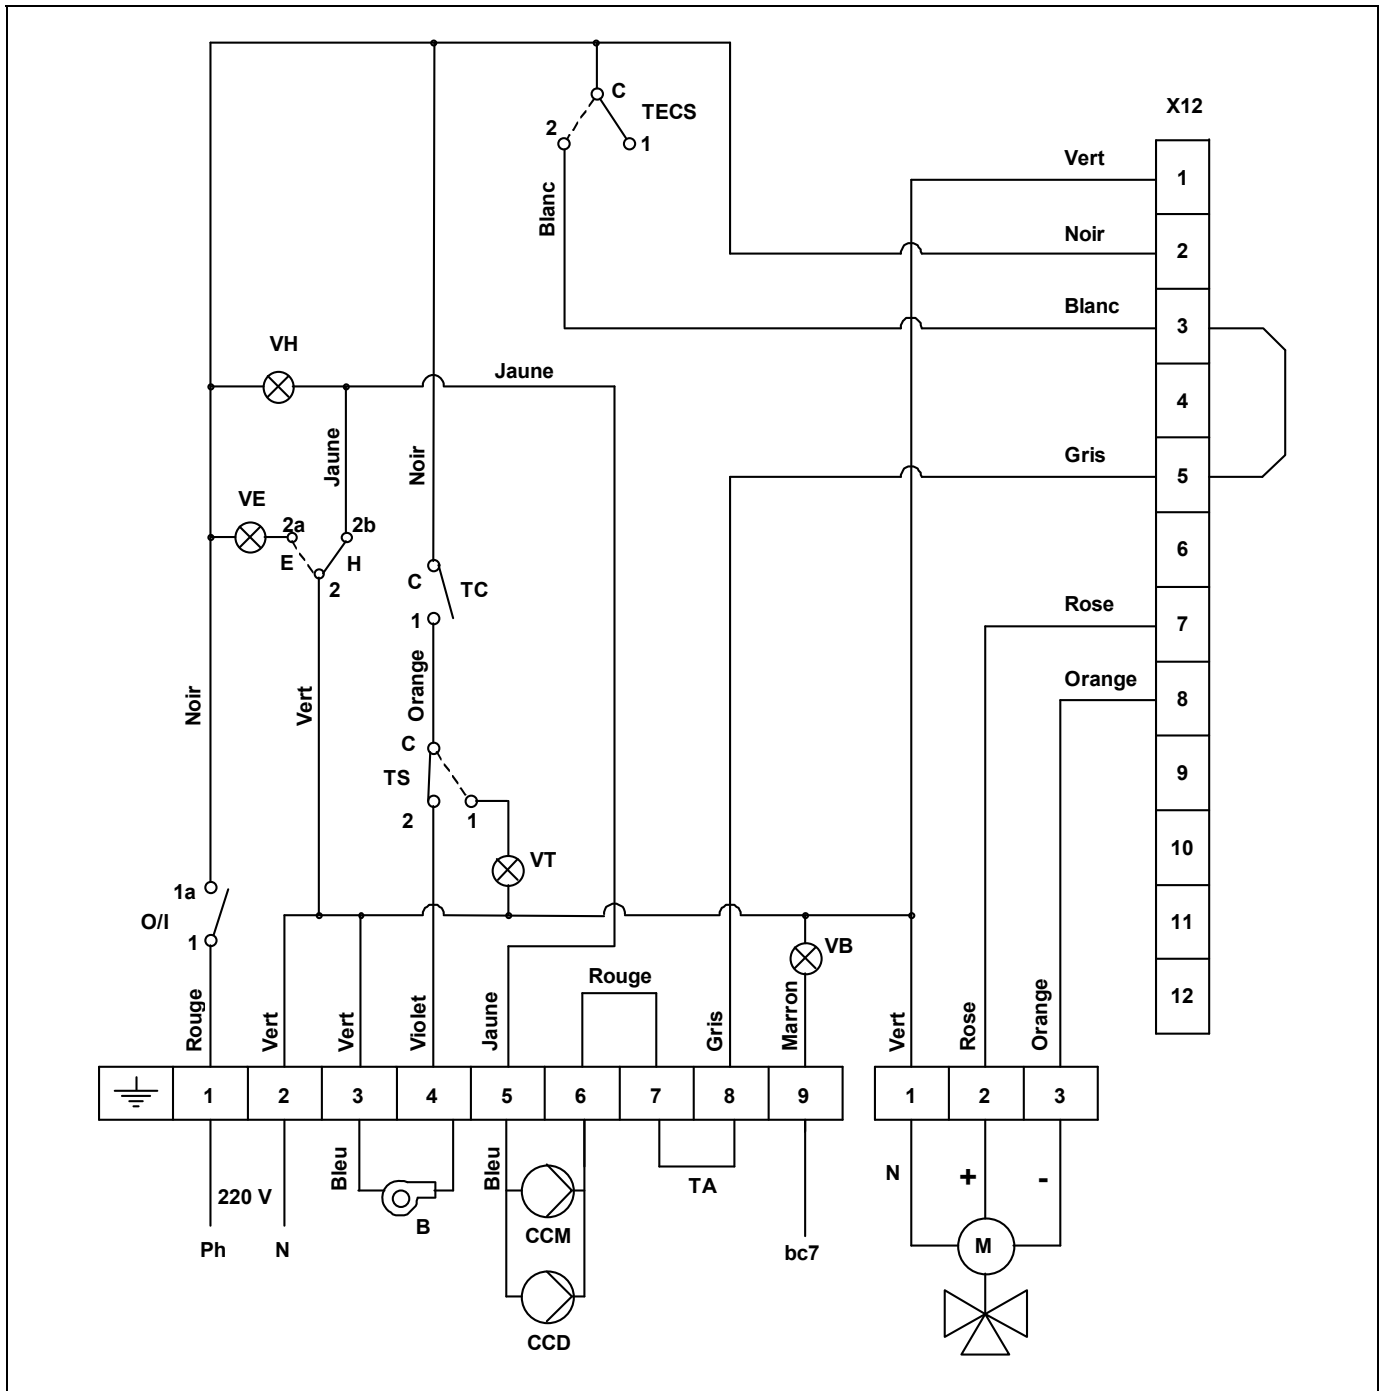 C
TECS
X12
2
1
Vert
1
Blanc
Noir
2
Blanc
3
VH
Jaune
4
Jaune
Noir
Gris
5
VE
2a
2b
E
H
2
6
C
TC
1
Rose
7
Noir
Vert
Orange
Orange
8
C
TS
2
1
9
VT
10
1a
O/I
1
11
VB
Rouge
12
Rouge
Vert
Vert
Violet
Jaune
Gris
Marron
Vert
Rose
Orange
1
2
3
4
5
6
7
8
9
1
2
3
Bleu
Bleu
TA
N
+
-
220 V
B
CCM
Ph
N
bc7
M
CCD